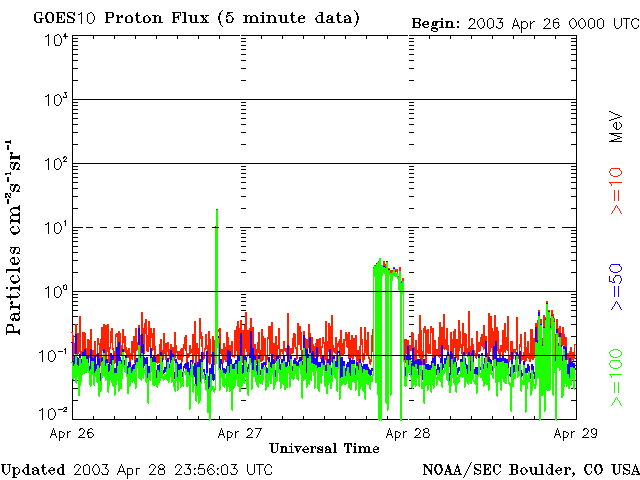 GOES10 Proton Flux (5 minute data) Begin: 2003 Apr 26 0000 UTC
Particles cm⁻²s⁻¹sr⁻¹
10⁴
10³
10²
10¹
10⁰
10⁻¹
10⁻²
Apr 26 Apr 27 Apr 28 Apr 29
Universal Time
>=10 MeV
>=50
>=100
Updated 2003 Apr 28 23:56:03 UTC NOAA/SEC Boulder, CO USA